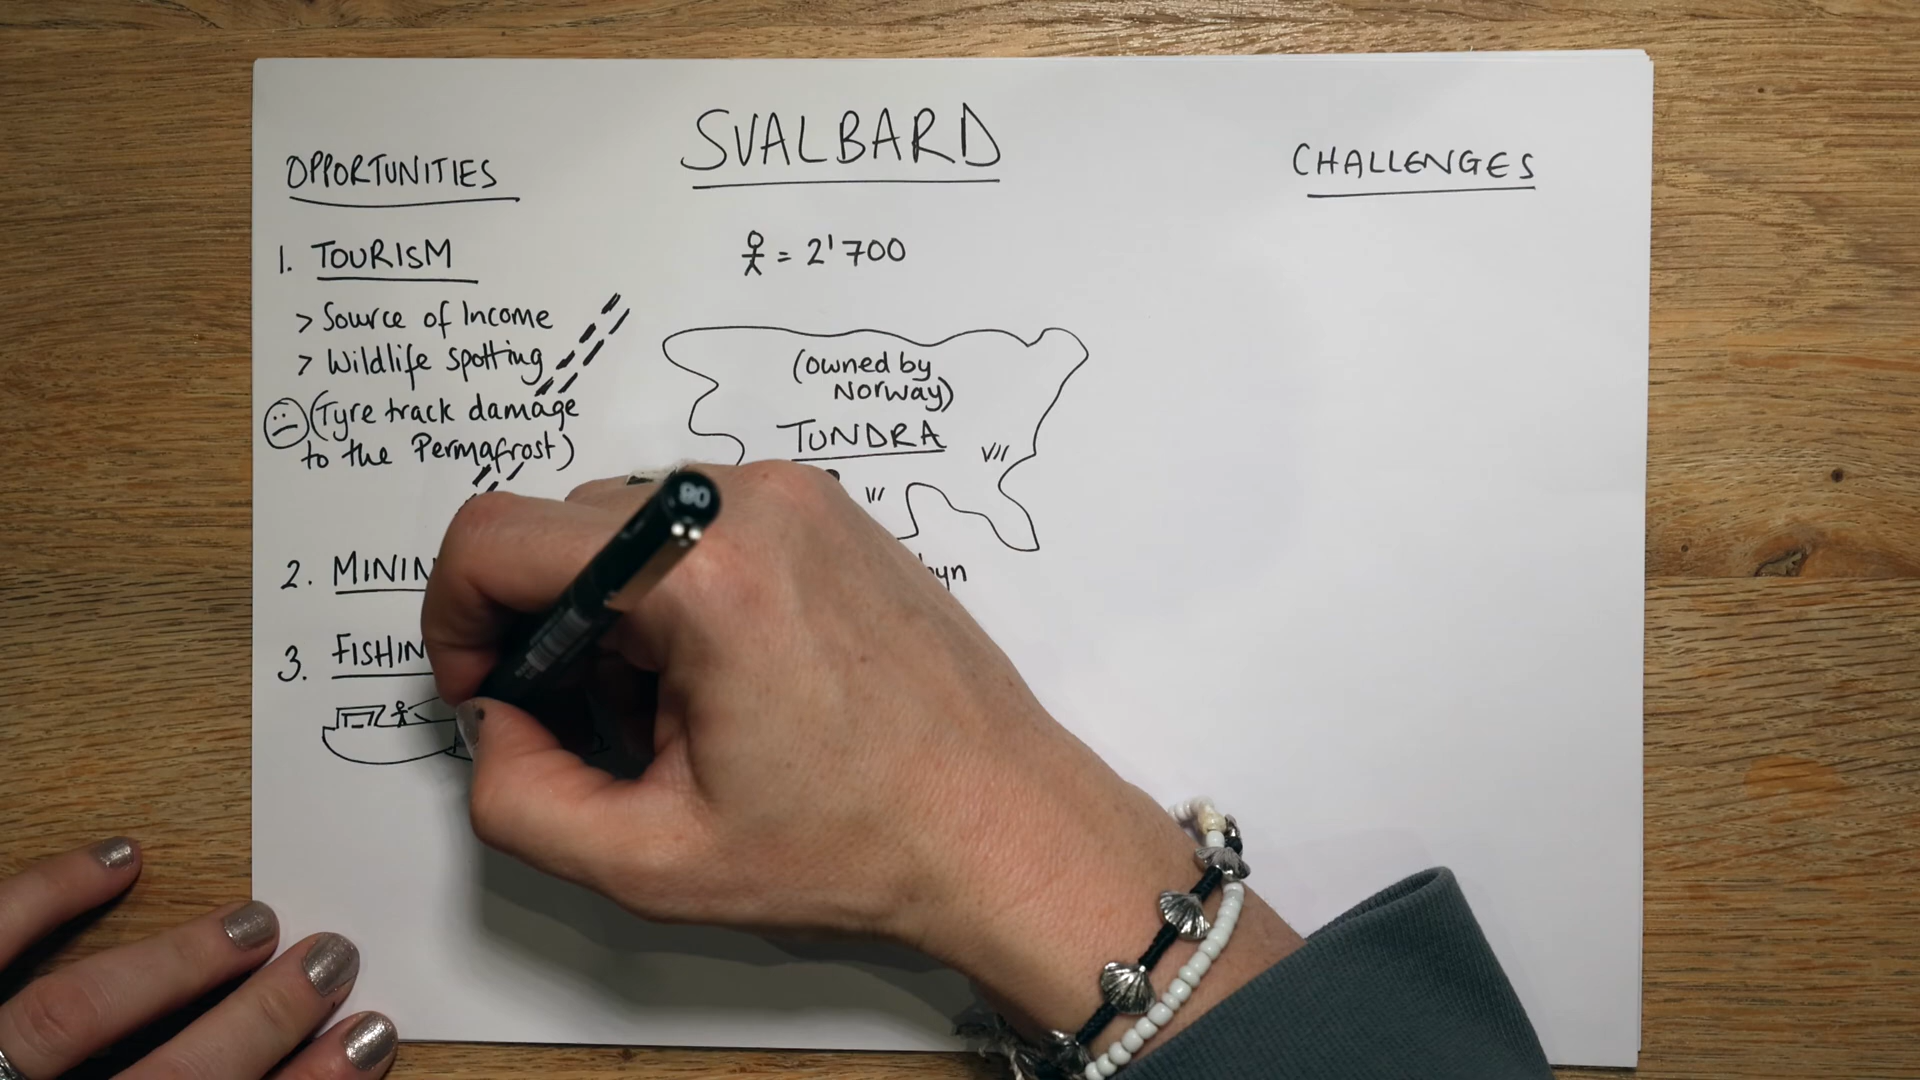 SVALBARD
OPPORTUNITIES
1. TOURISM
> Source of Income
> Wildlife spotting
(Tyre track damage
to the Permafrost)
2.
3.
= 2'700
(owned by
Norway)
TUNDRA
CHALLENGES